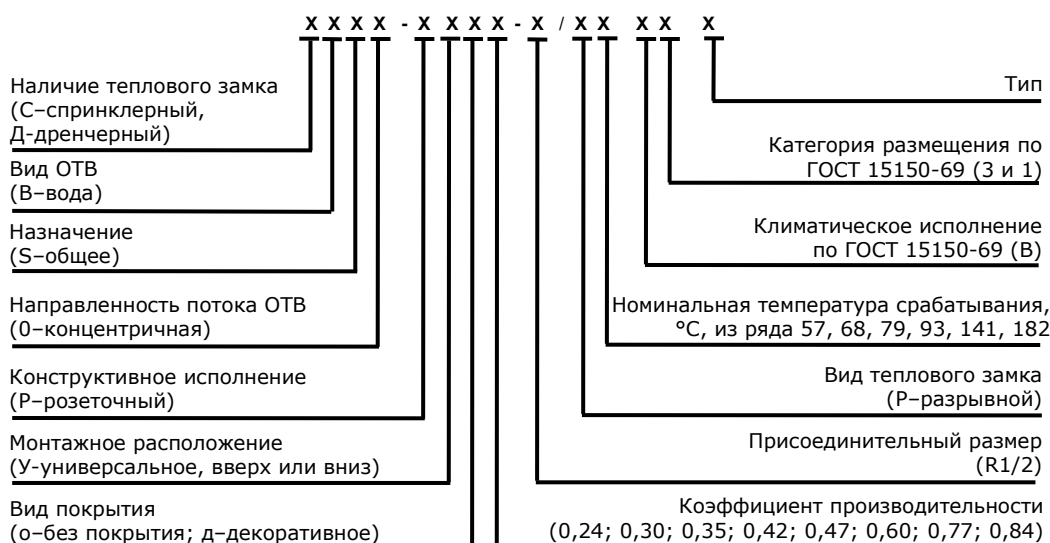 X X X X - X X X X - X / X X X X X
Наличие теплового замка
(С–спринклерный,
Д-дренчерный)
Вид ОТВ
(В–вода)
Назначение
(S–общее)
Направленность потока ОТВ
(0–концентричная)
Конструктивное исполнение
(Р–розеточный)
Монтажное расположение
(У-универсальное, вверх или вниз)
Вид покрытия
(о–без покрытия; д–декоративное)
Тип
Категория размещения по
ГОСТ 15150-69 (3 и 1)
Климатическое исполнение
по ГОСТ 15150-69 (В)
Номинальная температура срабатывания,
°С, из ряда 57, 68, 79, 93, 141, 182
Вид теплового замка
(Р–разрывной)
Присоединительный размер
(R1/2)
Коэффициент производительности
(0,24; 0,30; 0,35; 0,42; 0,47; 0,60; 0,77; 0,84)